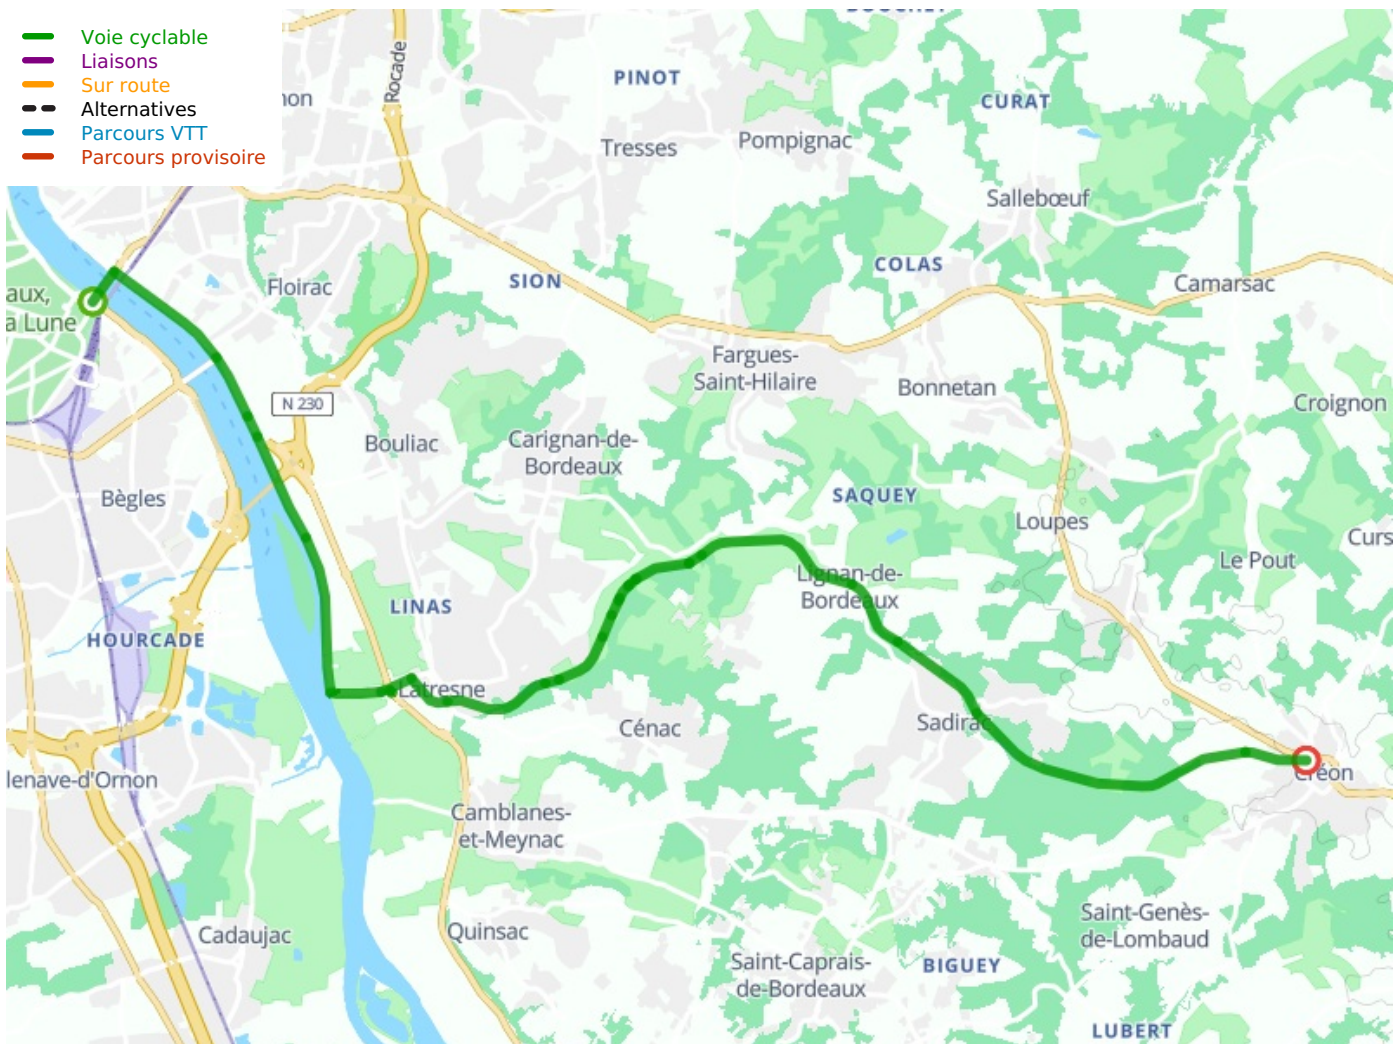 Voie cyclable
Liaisons
Sur route
Alternatives
Parcours VTT
Parcours provisoire
Rocade
PINOT
CURAT
Tresses
Pompignac
Sallebœuf
COLAS
SION
Floirac
Camarsac
aux,
a Lune
Fargues-
Saint-Hilaire
Bonnetan
N 230
Croignon
Bouliac
Carignan-de-
Bordeaux
Bègles
SAQUEY
Loupes
Curs
Le Pout
Lignan-de-
Bordeaux
LINAS
HOURCADE
Latresne
Cénac
Sadirac
Créon
lenave-d'Ornon
Camblanes-
et-Meynac
Saint-Genès-
de-Lombaud
Quinsac
Cadaujac
Saint-Caprais-
de-Bordeaux
BIGUEY
LUBERT